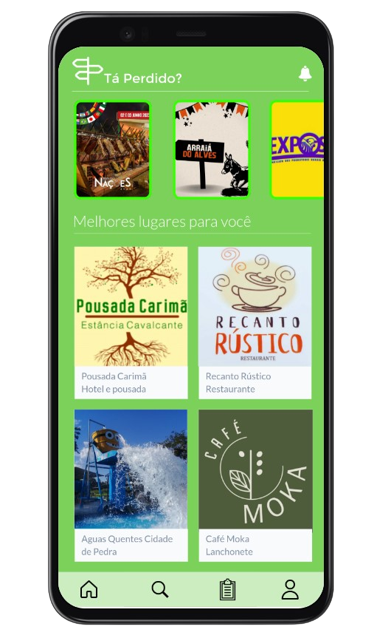 Tá Perdido?
NAÇÕES
ARRAIÁ
DO ALVES
EXPOS
Melhores lugares para você
Pousada Carimã
Estância Cavalcante
RECANTO
RÚSTICO
RESTAURANTE
Pousada Carimã
Hotel e pousada
Recanto Rústico
Restaurante
CAFÉ
MOKA
Aguas Quentes Cidade
de Pedra
Café Moka
Lanchonete